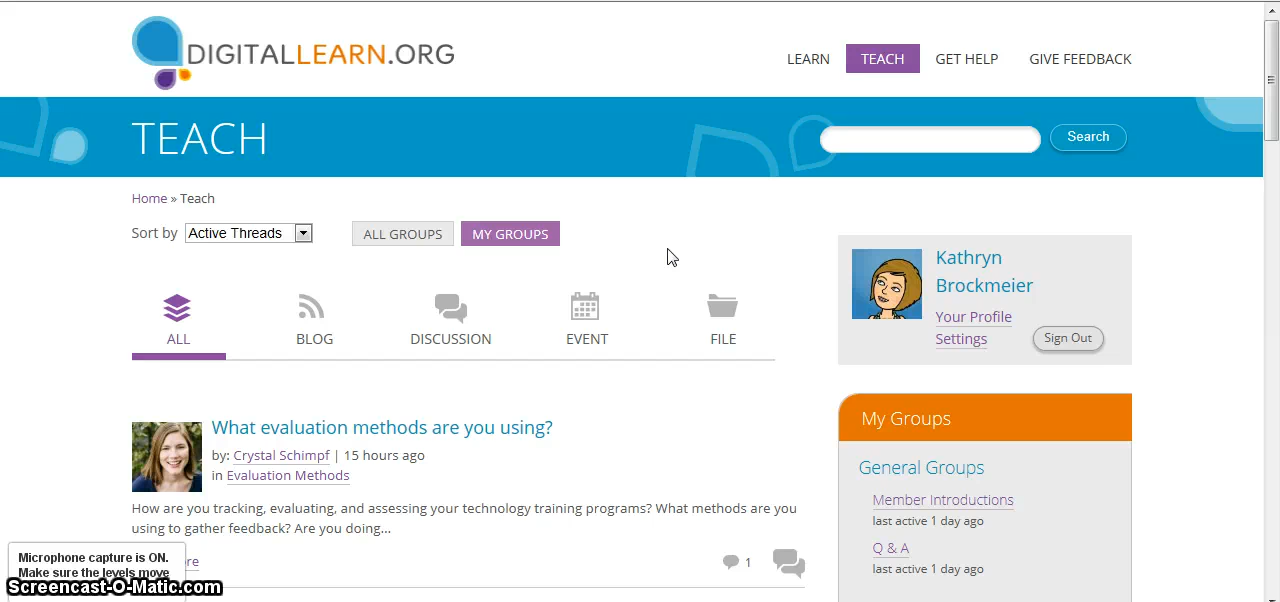 DIGITALLEARN.ORG
LEARN TEACH GET HELP GIVE FEEDBACK
TEACH
Search
Home » Teach
Sort by Active Threads ALL GROUPS MY GROUPS
ALL BLOG DISCUSSION EVENT FILE
Kathryn
Brockmeier
Your Profile
Settings Sign Out
What evaluation methods are you using?
by: Crystal Schimpf | 15 hours ago
in Evaluation Methods
How are you tracking, evaluating, and assessing your technology training programs? What methods are you
using to gather feedback? Are you doing...
re 1
My Groups
General Groups
Member Introductions
last active 1 day ago
Q & A
last active 1 day ago
Microphone capture is ON.
Make sure the levels move
Screencast-O-Matic.com